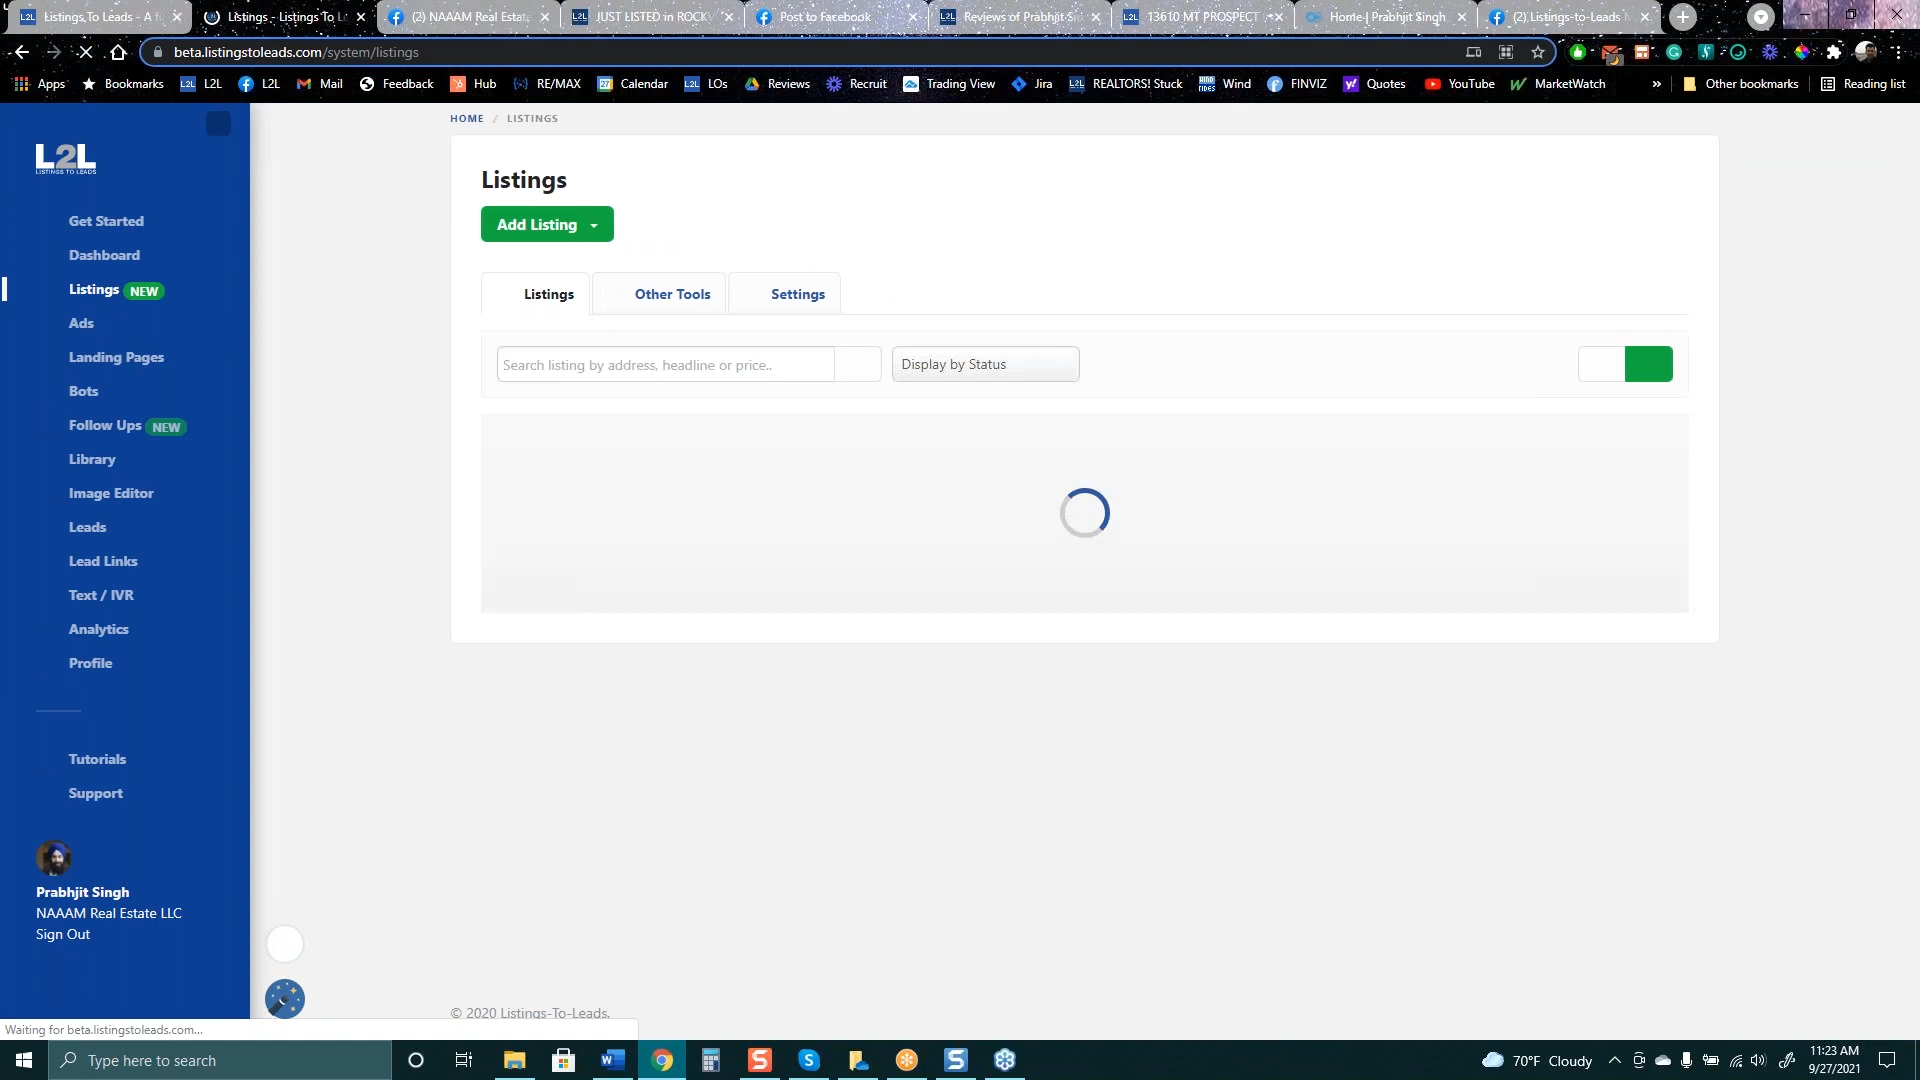 Listings To Leads - A f
Listings - Listings To L
(2) NAAAM Real Estate
JUST LISTED in ROCKV
Post to Facebook
Reviews of Prabhjit Si
13610 MT PROSPECT
Home | Prabhjit Singh
(2) Listings-to-Leads
beta.listingstoleads.com/system/listings
Apps Bookmarks L2L L2L Mail Feedback Hub RE/MAX Calendar LOs Reviews Recruit Trading View Jira REALTORS! Stuck Wind FINVIZ Quotes YouTube MarketWatch » Other bookmarks Reading list
L2L
LISTINGS TO LEADS
Get Started
Dashboard
Listings NEW
Ads
Landing Pages
Bots
Follow Ups NEW
Library
Image Editor
Leads
Lead Links
Text / IVR
Analytics
Profile
Tutorials
Support
Prabhjit Singh
NAAAM Real Estate LLC
Sign Out
HOME / LISTINGS
Listings
Add Listing
Listings Other Tools Settings
Search listing by address, headline or price..
Display by Status
© 2020 Listings-To-Leads.
Waiting for beta.listingstoleads.com...
Type here to search
70°F Cloudy
11:23 AM
9/27/2021